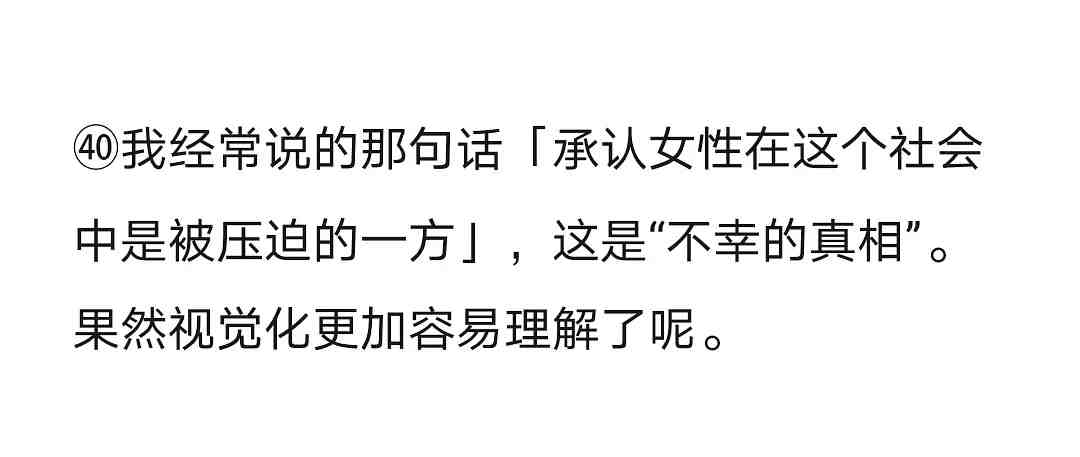 ㊵我经常说的那句话「承认女性在这个社会
中是被压迫的一方」，这是“不幸的真相”。
果然视觉化更加容易理解了呢。